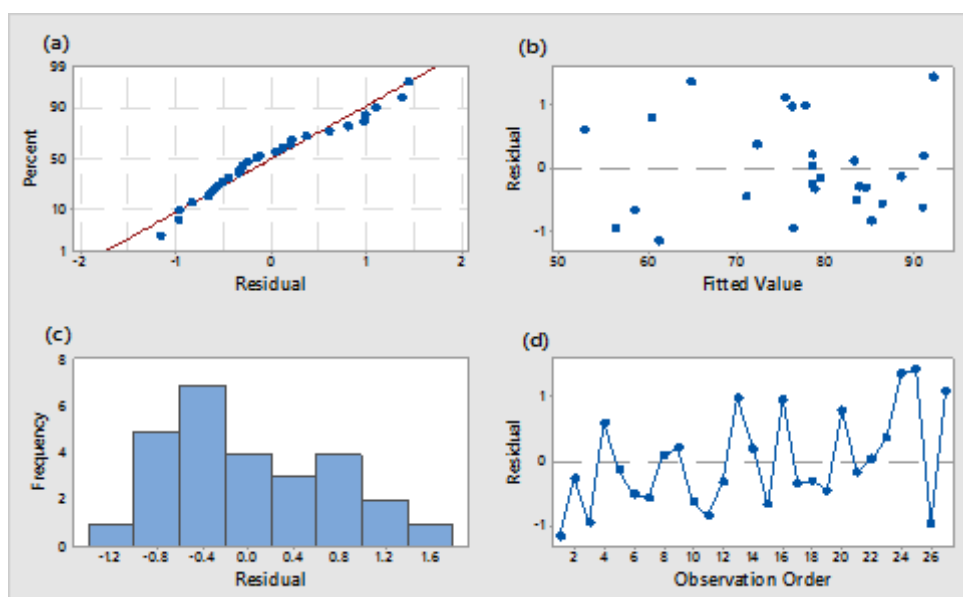 (a)
99
90
50
10
1
Percent
-2 -1 0 1 2
Residual
(b)
1
0
-1
Residual
50 60 70 80 90
Fitted Value
(c)
8
6
4
2
0
Frequency
-1.2 -0.8 -0.4 0.0 0.4 0.8 1.2 1.6
Residual
(d)
1
0
-1
Residual
2 4 6 8 10 12 14 16 18 20 22 24 26
Observation Order